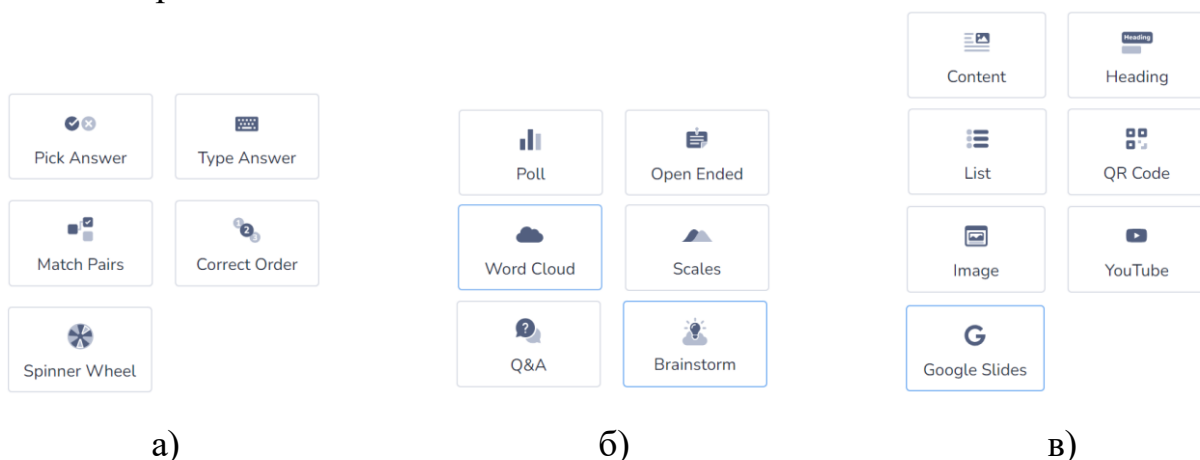 Pick Answer
Type Answer
Match Pairs
Correct Order
Spinner Wheel
а)
Poll
Open Ended
Word Cloud
Scales
Q&A
Brainstorm
б)
Content
Heading
Heading
List
QR Code
Image
YouTube
Google Slides
в)